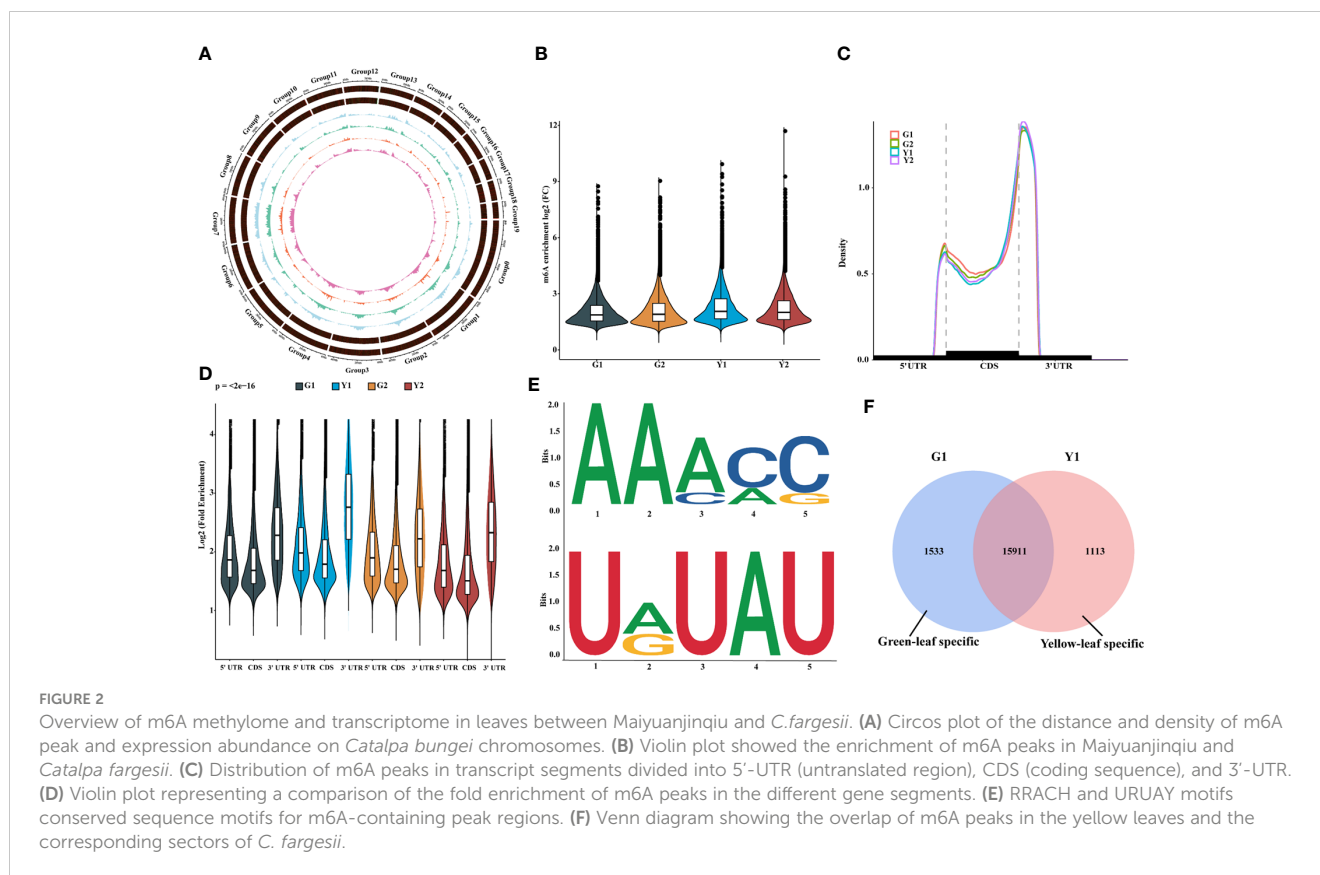 A
Group12
Group13
Group14
Group15
Group16
Group17
Group18
Group19
Group0
Group1
Group2
Group3
Group4
Group5
Group6
Group7
Group8
Group9
Group10
Group11
B
m6A enrichment log2 (FC)
12
9
6
3
0
G1
G2
Y1
Y2
C
G1
G2
Y1
Y2
Density
1.0
0.5
0.0
5'UTR
CDS
3'UTR
D
p = <2e−16
G1
Y1
G2
Y2
Log2 (Fold Enrichment)
4
3
2
1
5' UTR
CDS
3' UTR
5' UTR
CDS
3' UTR
5' UTR
CDS
3' UTR
5' UTR
CDS
3' UTR
E
Bits
2.0
1.5
1.0
0.5
0.0
A
A
A
C
C
A
C
G
1
2
3
4
5
Bits
2.0
1.5
1.0
0.5
0.0
U
A
G
U
A
U
1
2
3
4
5
F
G1
Y1
1533
15911
1113
Green-leaf specific
Yellow-leaf specific
FIGURE 2
Overview of m6A methylome and transcriptome in leaves between Maiyuanjinqiu and C.fargesii. (A) Circos plot of the distance and density of m6A
peak and expression abundance on Catalpa bungei chromosomes. (B) Violin plot showed the enrichment of m6A peaks in Maiyuanjinqiu and
Catalpa fargesii. (C) Distribution of m6A peaks in transcript segments divided into 5’-UTR (untranslated region), CDS (coding sequence), and 3’-UTR.
(D) Violin plot representing a comparison of the fold enrichment of m6A peaks in the different gene segments. (E) RRACH and URUAY motifs
conserved sequence motifs for m6A-containing peak regions. (F) Venn diagram showing the overlap of m6A peaks in the yellow leaves and the
corresponding sectors of C. fargesii.